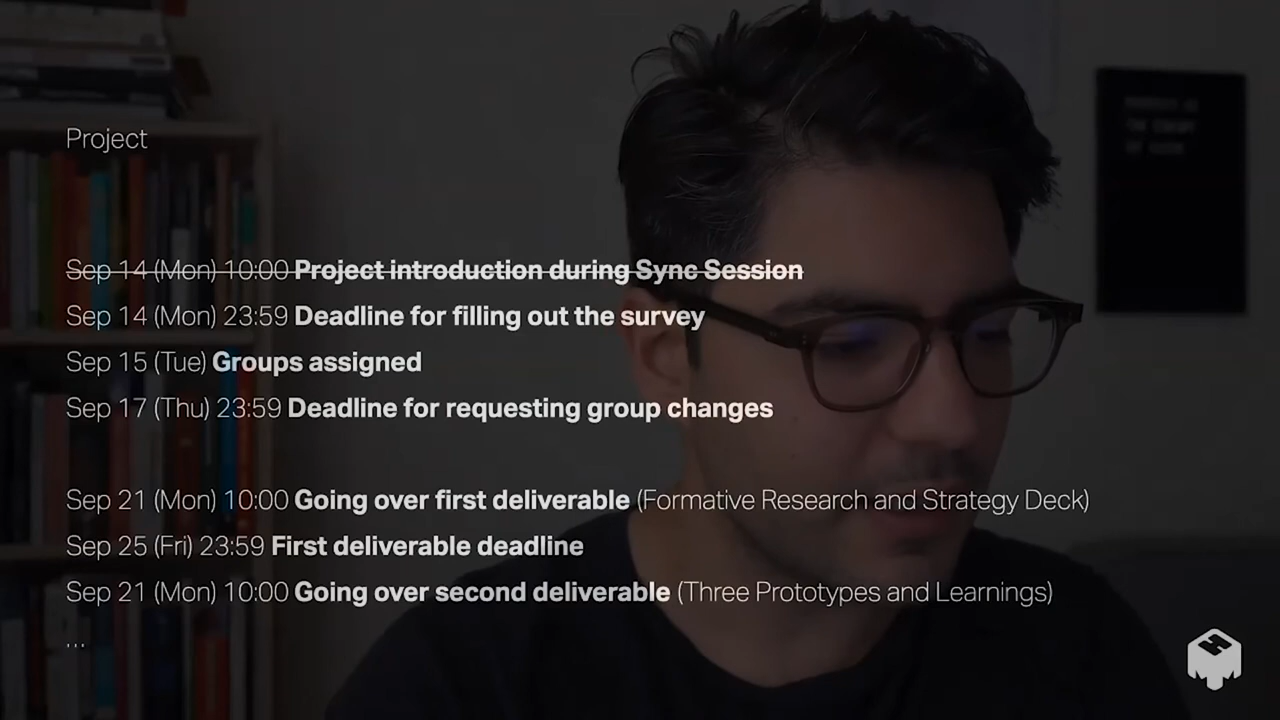 Project
Sep 14 (Mon) 10:00 Project introduction during Sync Session
Sep 14 (Mon) 23:59 Deadline for filling out the survey
Sep 15 (Tue) Groups assigned
Sep 17 (Thu) 23:59 Deadline for requesting group changes
Sep 21 (Mon) 10:00 Going over first deliverable (Formative Research and Strategy Deck)
Sep 25 (Fri) 23:59 First deliverable deadline
Sep 21 (Mon) 10:00 Going over second deliverable (Three Prototypes and Learnings)
...